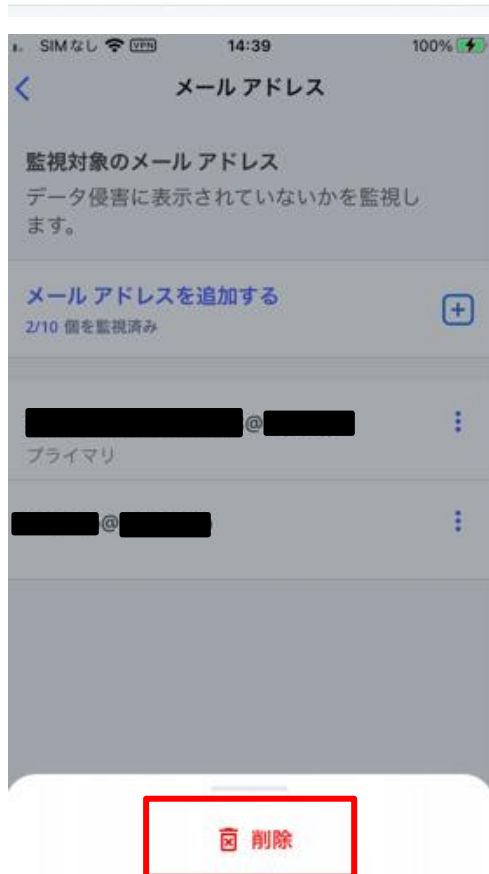 SIMなし VPN 14:39 100%
メール アドレス
監視対象のメール アドレス
データ侵害に表示されていないかを監視し
ます。
メール アドレスを追加する
2/10 個を監視済み
@
プライマリ
@
削除